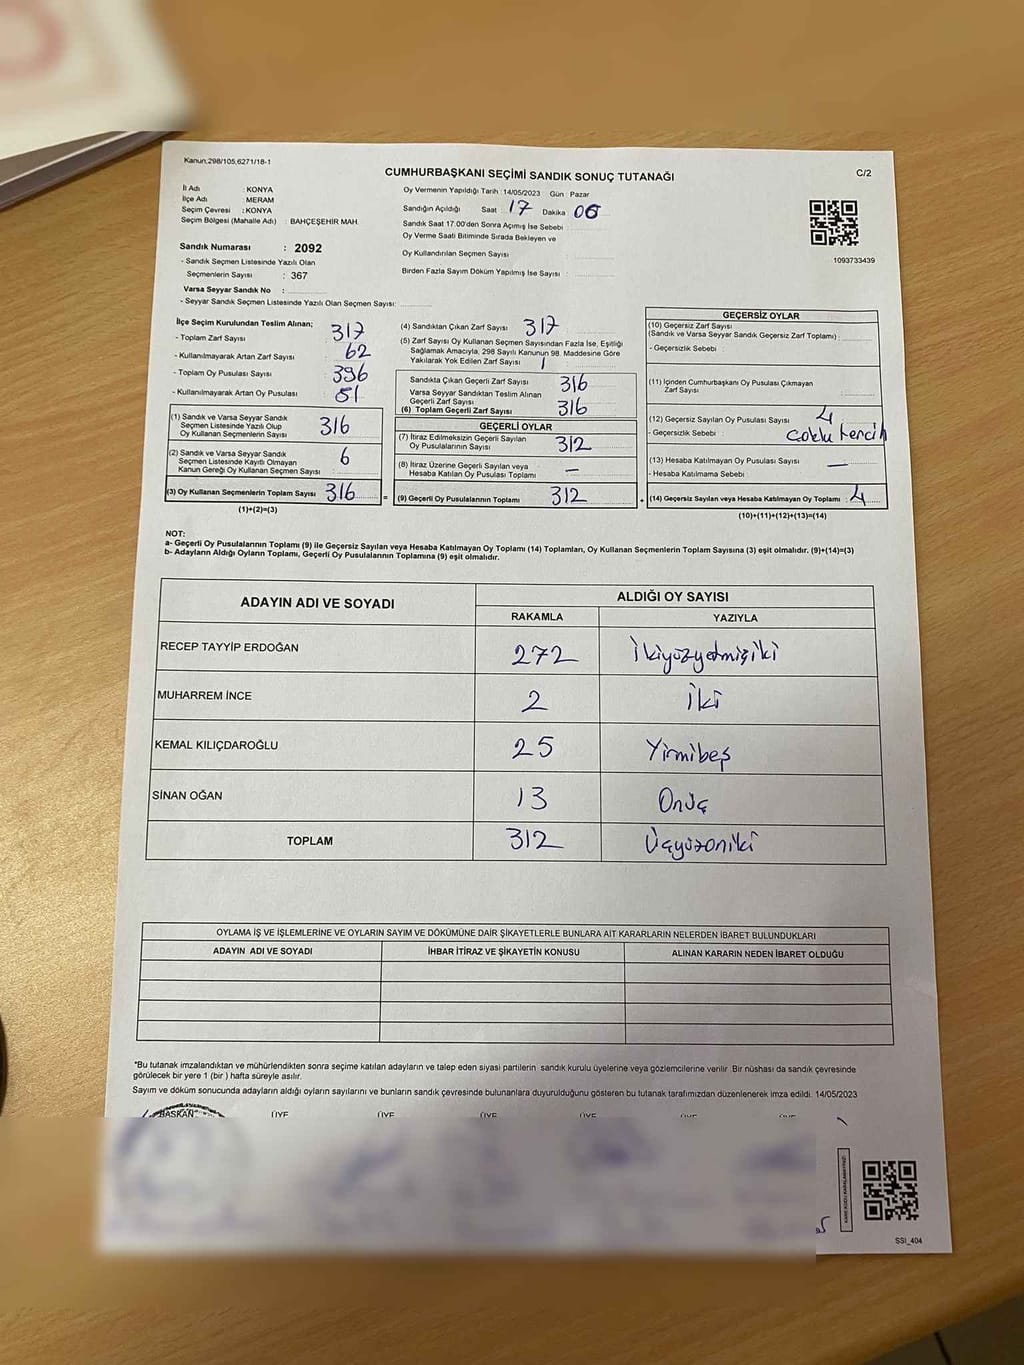 Kanun;298/105,6271/18-1
CUMHURBAŞKANI SEÇİMİ SANDIK SONUÇ TUTANAĞI
C/2
İl Adı : KONYA
İlçe Adı : MERAM
Seçim Çevresi : KONYA
Seçim Bölgesi (Mahalle Adı) : BAHÇEŞEHİR MAH.
Sandık Numarası : 2092
- Sandık Seçmen Listesinde Yazılı Olan
Seçmenlerin Sayısı : 367
Varsa Seyyar Sandık No :
- Seyyar Sandık Seçmen Listesinde Yazılı Olan Seçmen Sayısı:
Oy Vermenin Yapıldığı Tarih : 14/05/2023 Gün : Pazar
Sandığın Açıldığı Saat : 17 Dakika 06
Sandık Saat 17.00'den Sonra Açımış İse Sebebi
Oy Verme Saati Bitiminde Sırada Bekleyen ve
Oy Kullandırılan Seçmen Sayısı :
Birden Fazla Sayım Döküm Yapılmış İse Sayısı :
1093733439
İlçe Seçim Kurulundan Teslim Alınan;
- Toplam Zarf Sayısı : 317
- Kullanılmayarak Artan Zarf Sayısı : 62
- Toplam Oy Pusulası Sayısı : 396
- Kullanılmayarak Artan Oy Pusulası : 51
(1) Sandık ve Varsa Seyyar Sandık
Seçmen Listesinde Yazılı Olup
Oy Kullanan Seçmenlerin Sayısı 316
(2) Sandık ve Varsa Seyyar Sandık
Seçmen Listesinde Kayıtlı Olmayan
Kanun Gereği Oy Kullanan Seçmen Sayısı : 6
(3) Oy Kullanan Seçmenlerin Toplam Sayısı 316
(1)+(2)=(3)
=
(4) Sandıktan Çıkan Zarf Sayısı : 317
(5) Zarf Sayısı Oy Kullanan Seçmen Sayısından Fazla İse, Eşitliği
Sağlamak Amacıyla, 298 Sayılı Kanunun 98. Maddesine Göre
Yakılarak Yok Edilen Zarf Sayısı : 1
Sandıkta Çıkan Geçerli Zarf Sayısı : 316
Varsa Seyyar Sandıktan Teslim Alınan
Geçerli Zarf Sayısı
(6) Toplam Geçerli Zarf Sayısı : 316
GEÇERLİ OYLAR
(7) İtiraz Edilmeksizin Geçerli Sayılan
Oy Pusulalarının Sayısı : 312
(8) İtiraz Üzerine Geçerli Sayılan veya
Hesaba Katılan Oy Pusulası Toplamı : —
(9) Geçerli Oy Pusulalarının Toplamı : 312
+
GEÇERSİZ OYLAR
(10) Geçersiz Zarf Sayısı
(Sandık ve Varsa Seyyar Sandık Geçersiz Zarf Toplamı) :
- Geçersizlik Sebebi :
(11) İçinden Cumhurbaşkanı Oy Pusulası Çıkmayan
Zarf Sayısı :
(12) Geçersiz Sayılan Oy Pusulası Sayısı : 4
- Geçersizlik Sebebi : Çoklu tercih
(13) Hesaba Katılmayan Oy Pusulası Sayısı : —
- Hesaba Katılmama Sebebi :
(14) Geçersiz Sayılan veya Hesaba Katılmayan Oy Toplamı : 4
(10)+(11)+(12)+(13)=(14)
NOT:
a- Geçerli Oy Pusulalarının Toplamı (9) ile Geçersiz Sayılan veya Hesaba Katılmayan Oy Toplamı (14) Toplamları, Oy Kullanan Seçmenlerin Toplam Sayısına (3) eşit olmalıdır. (9)+(14)=(3)
b- Adayların Aldığı Oyların Toplamı, Geçerli Oy Pusulalarının Toplamına (9) eşit olmalıdır.
ADAYIN ADI VE SOYADI
ALDIĞI OY SAYISI
RAKAMLA YAZIYLA
RECEP TAYYİP ERDOĞAN 272 İkiyüzyetmişiki
MUHARREM İNCE 2 İki
KEMAL KILIÇDAROĞLU 25 Yirmibeş
SİNAN OĞAN 13 Onüç
TOPLAM 312 Üçyüzoniki
OYLAMA İŞ VE İŞLEMLERİNE VE OYLARIN SAYIM VE DÖKÜMÜNE DAİR ŞİKAYETLERLE BUNLARA AİT KARARLARIN NELERDEN İBARET BULUNDUKLARI
ADAYIN ADI VE SOYADI İHBAR İTİRAZ VE ŞİKAYETİN KONUSU ALINAN KARARIN NEDEN İBARET OLDUĞU
*Bu tutanak imzalandıktan ve mühürlendikten sonra seçime katılan adayların ve talep eden siyasi partilerin sandık kurulu üyelerine veya gözlemcilerine verilir .Bir nüshası da sandık çevresinde
görülecek bir yere 1 (bir ) hafta süreyle asılır.
Sayım ve döküm sonucunda adayların aldığı oyların sayılarını ve bunların sandık çevresinde bulunanlara duyurulduğunu gösteren bu tutanak tarafımızdan düzenlenerek imza edildi. 14/05/2023
BAŞKAN ÜYE ÜYE ÜYE ÜYE ÜYE ÜYE
SSI_404